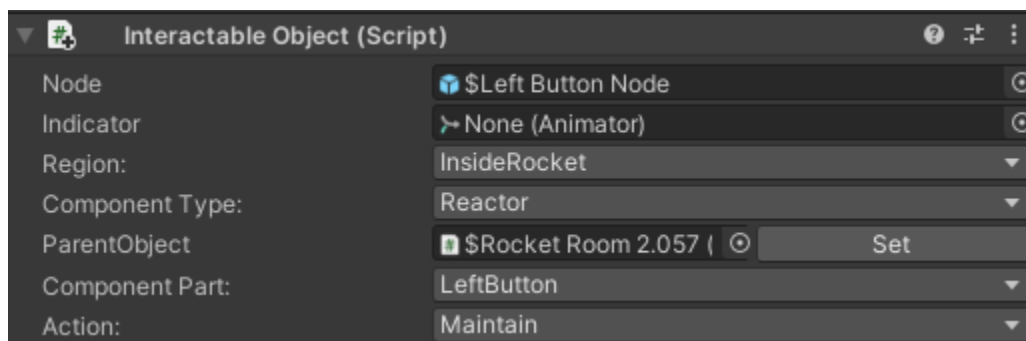 Interactable Object (Script)
Node $Left Button Node
Indicator None (Animator)
Region: InsideRocket
Component Type: Reactor
ParentObject $Rocket Room 2.057 ( Set
Component Part: LeftButton
Action: Maintain